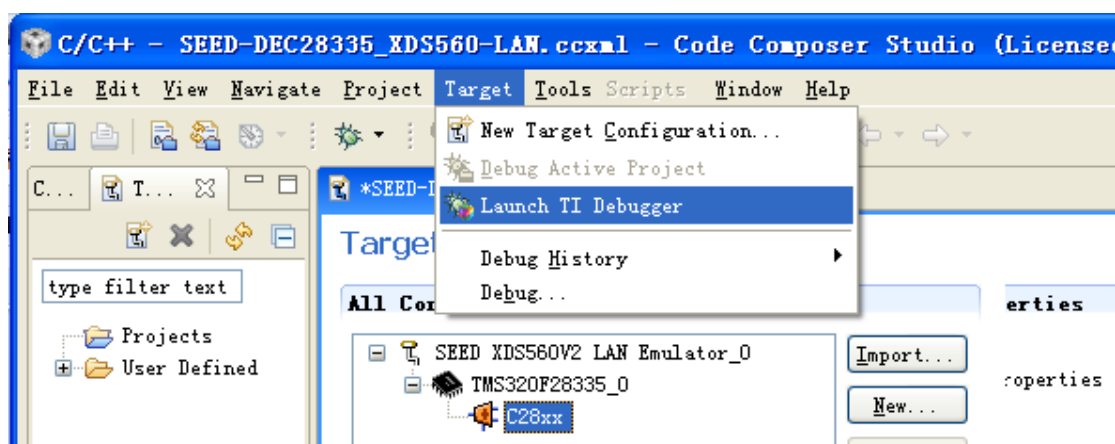 C/C++ - SEED-DEC28335_XDS560-LAN.ccxml - Code Composer Studio (Licensed
File Edit View Navigate Project Target Tools Scripts Window Help
New Target Configuration...
Debug Active Project
C... T... *SEED-
Launch TI Debugger
Target
Debug History
type filter text
Debug...
All Co
erties
Projects
SEED XDS560V2 LAN Emulator_0
Import...
User Defined
TMS320F28335_0
roperties
C28xx
New...